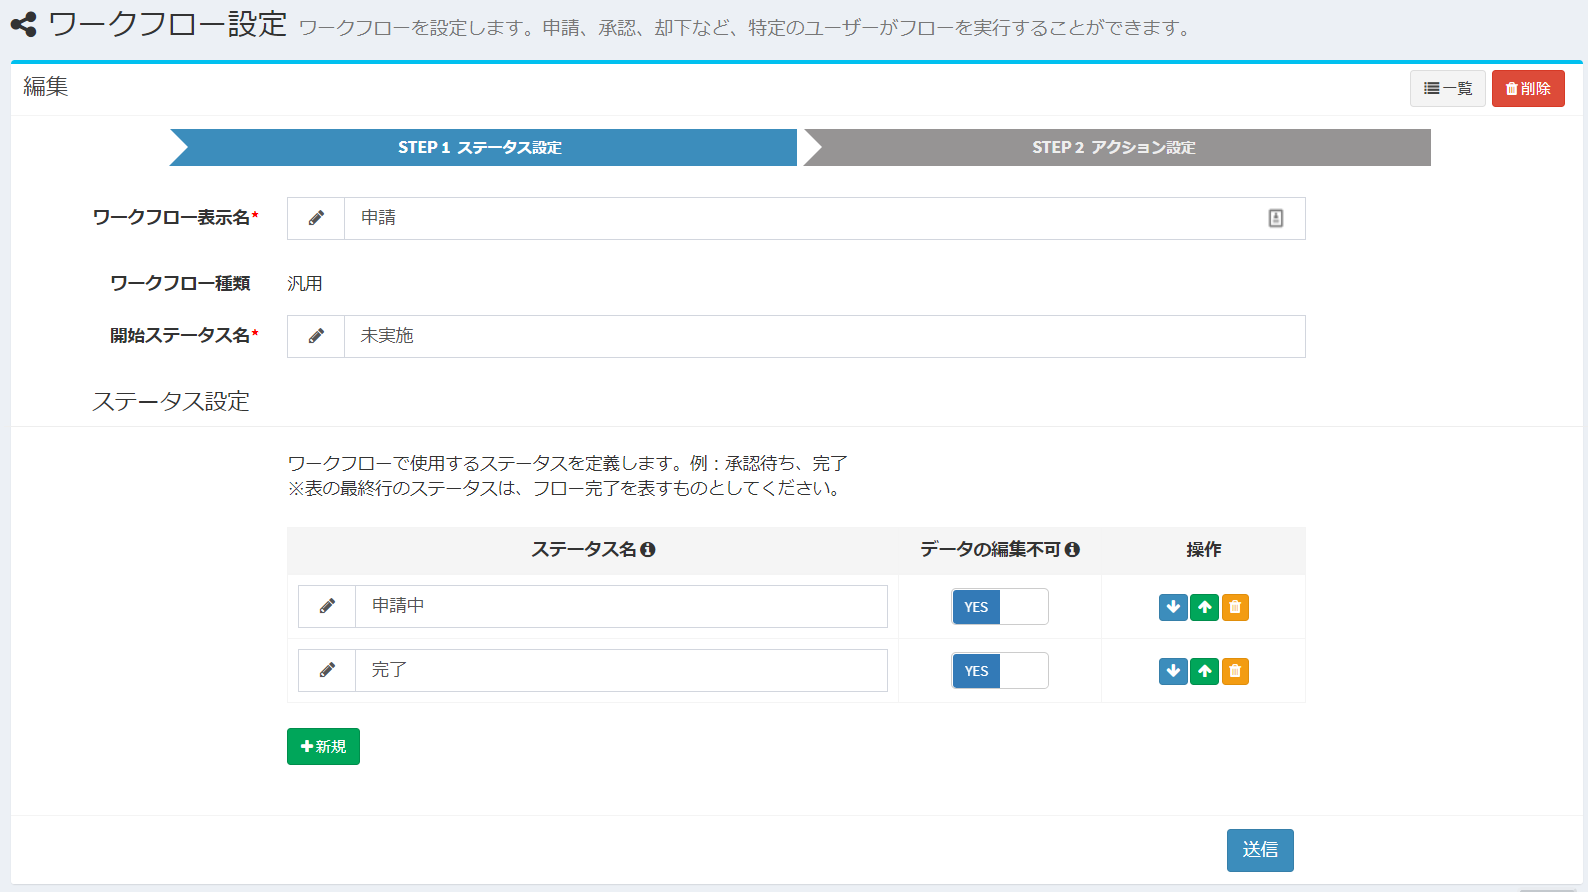 ワークフロー設定 ワークフローを設定します。申請、承認、却下など、特定のユーザーがフローを実行することができます。
編集
一覧 削除
STEP 1 ステータス設定 STEP 2 アクション設定
ワークフロー表示名* 申請
ワークフロー種類 汎用
開始ステータス名* 未実施
ステータス設定
ワークフローで使用するステータスを定義します。例：承認待ち、完了
※表の最終行のステータスは、フロー完了を表すものとしてください。
ステータス名 データの編集不可 操作
申請中 YES
完了 YES
新規
送信